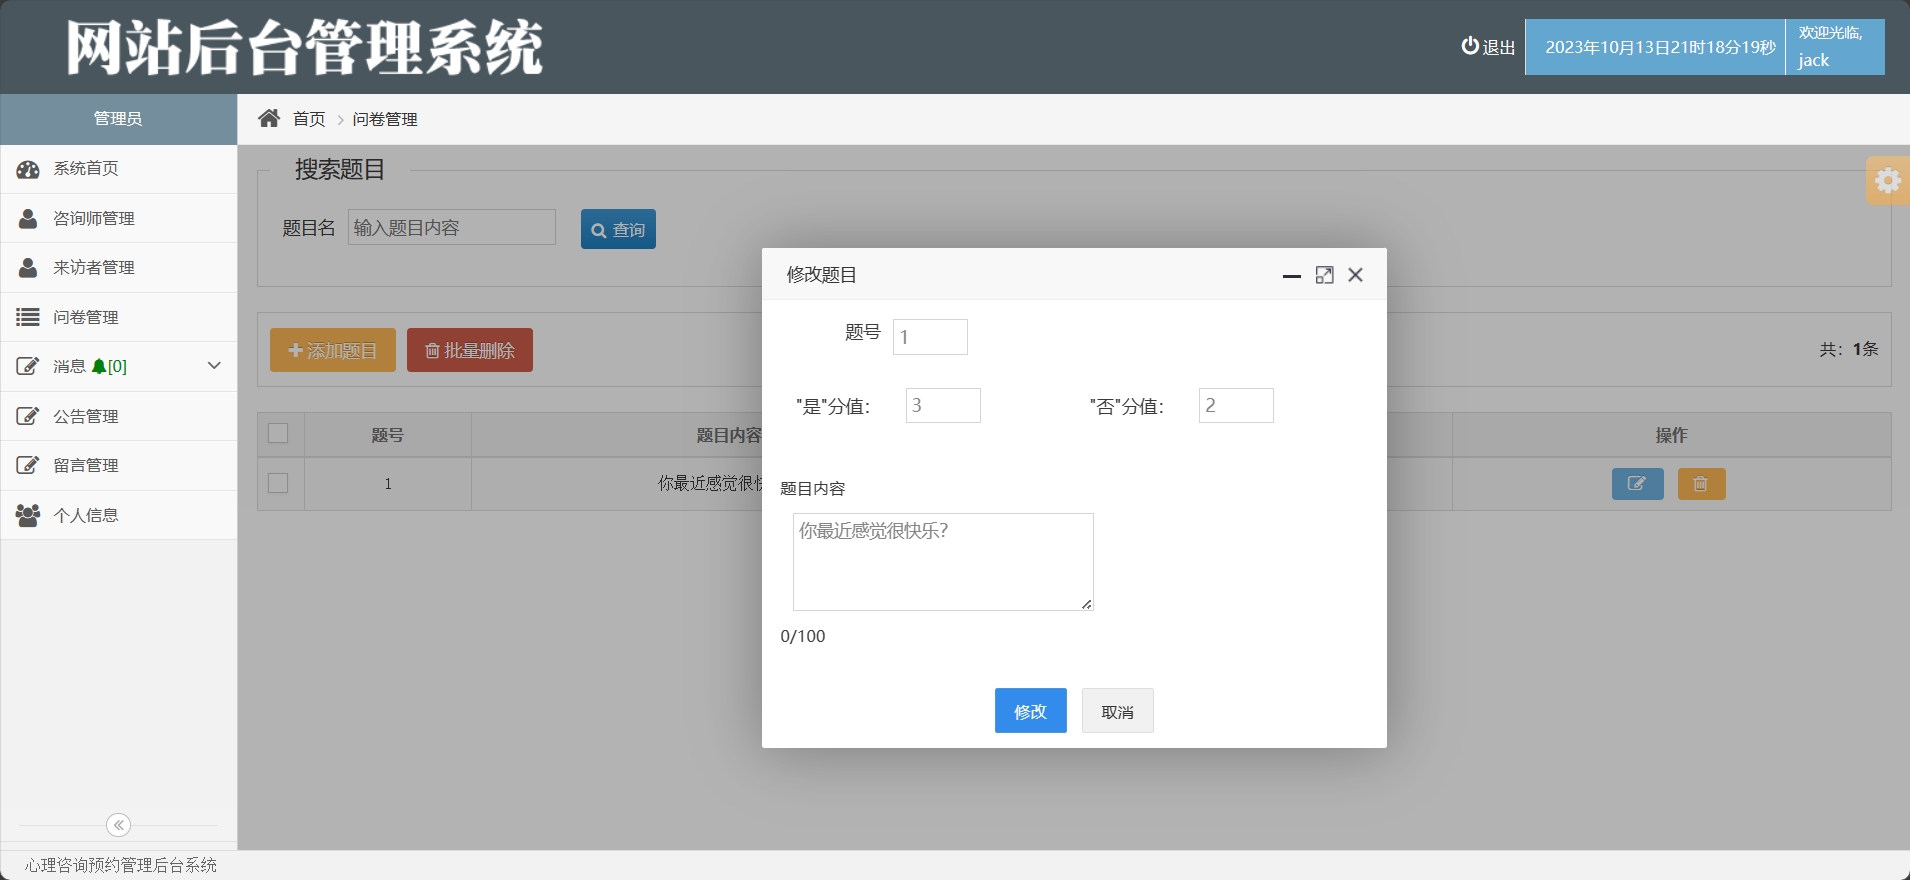 网站后台管理系统
退出
2023年10月13日21时18分19秒
欢迎光临,
jack
管理员
首页
问卷管理
系统首页
咨询师管理
来访者管理
问卷管理
消息
[0]
公告管理
留言管理
个人信息
搜索题目
题目名
输入题目内容
查询
添加题目
批量删除
共：1条
题号
题目内容
操作
1
你最近感觉很
修改题目
题号
1
"是"分值：
3
"否"分值：
2
题目内容
你最近感觉很快乐？
0/100
修改
取消
心理咨询预约管理后台系统